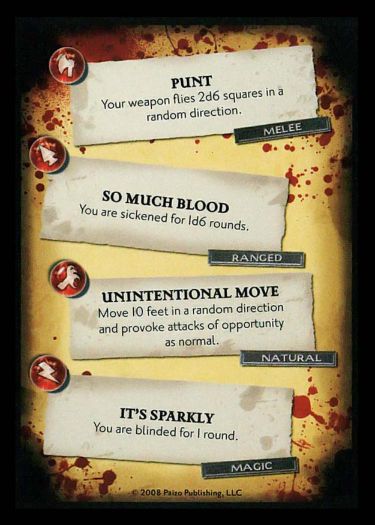 PUNT
Your weapon flies 2d6 squares in a
random direction.
MELEE
SO MUCH BLOOD
You are sickened for 1d6 rounds.
RANGED
UNINTENTIONAL MOVE
Move 10 feet in a random direction
and provoke attacks of opportunity
as normal.
NATURAL
IT'S SPARKLY
You are blinded for 1 round.
MAGIC
© 2008 Paizo Publishing, LLC